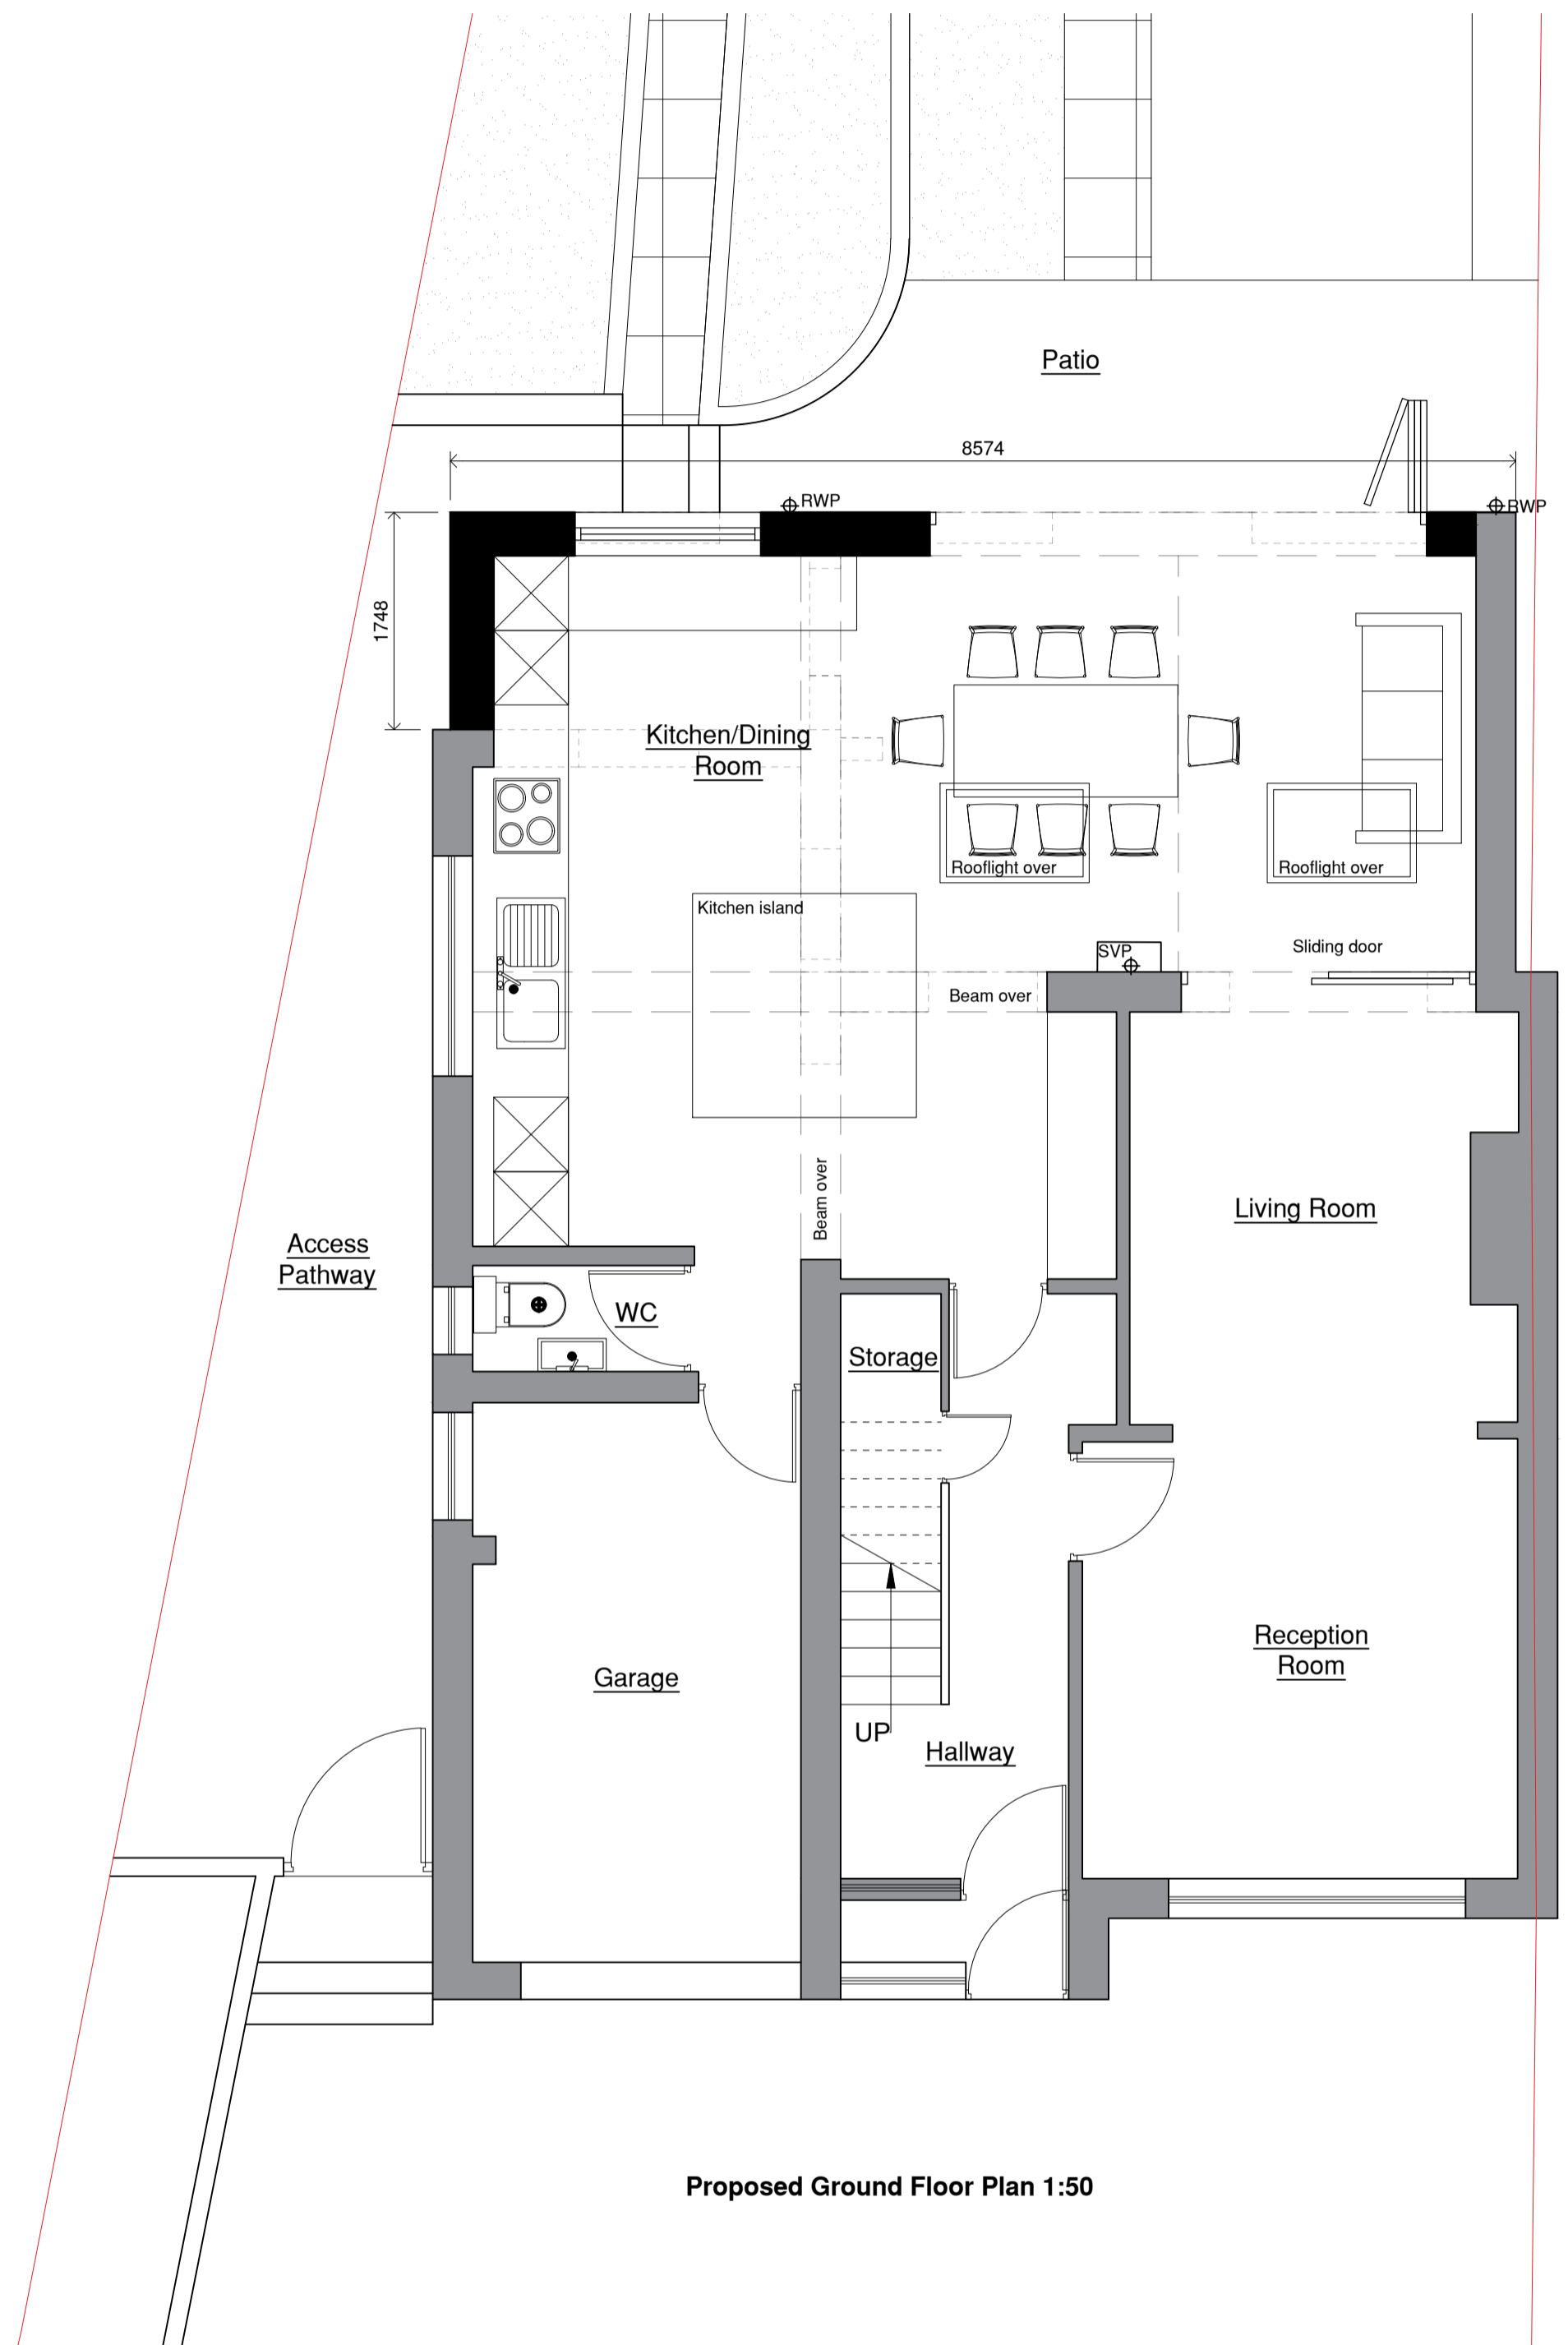 Patio
8574
RWP
RWP
1748
Kitchen/Dining
Room
Rooflight over
Rooflight over
Kitchen island
SVP
Sliding door
Beam over
Beam over
Living Room
Access
Pathway
WC
Storage
Reception
Room
Garage
UP
Hallway
Proposed Ground Floor Plan 1:50